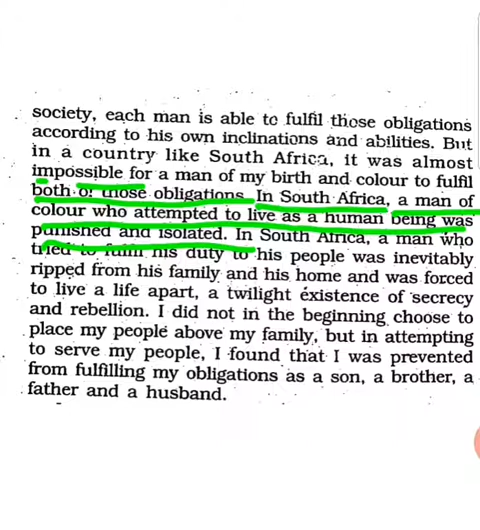 society, each man is able to fulfil those obligations
according to his own inclinations and abilities. But
in a country like South Africa, it was almost
impossible for a man of my birth and colour to fulfil
both of those obligations. In South Africa, a man of
colour who attempted to live as a human being was
punished and isolated. In South Africa, a man who
tried to fulfil his duty to his people was inevitably
ripped from his family and his home and was forced
to live a life apart, a twilight existence of secrecy
and rebellion. I did not in the beginning choose to
place my people above my family, but in attempting
to serve my people, I found that I was prevented
from fulfilling my obligations as a son, a brother, a
father and a husband.